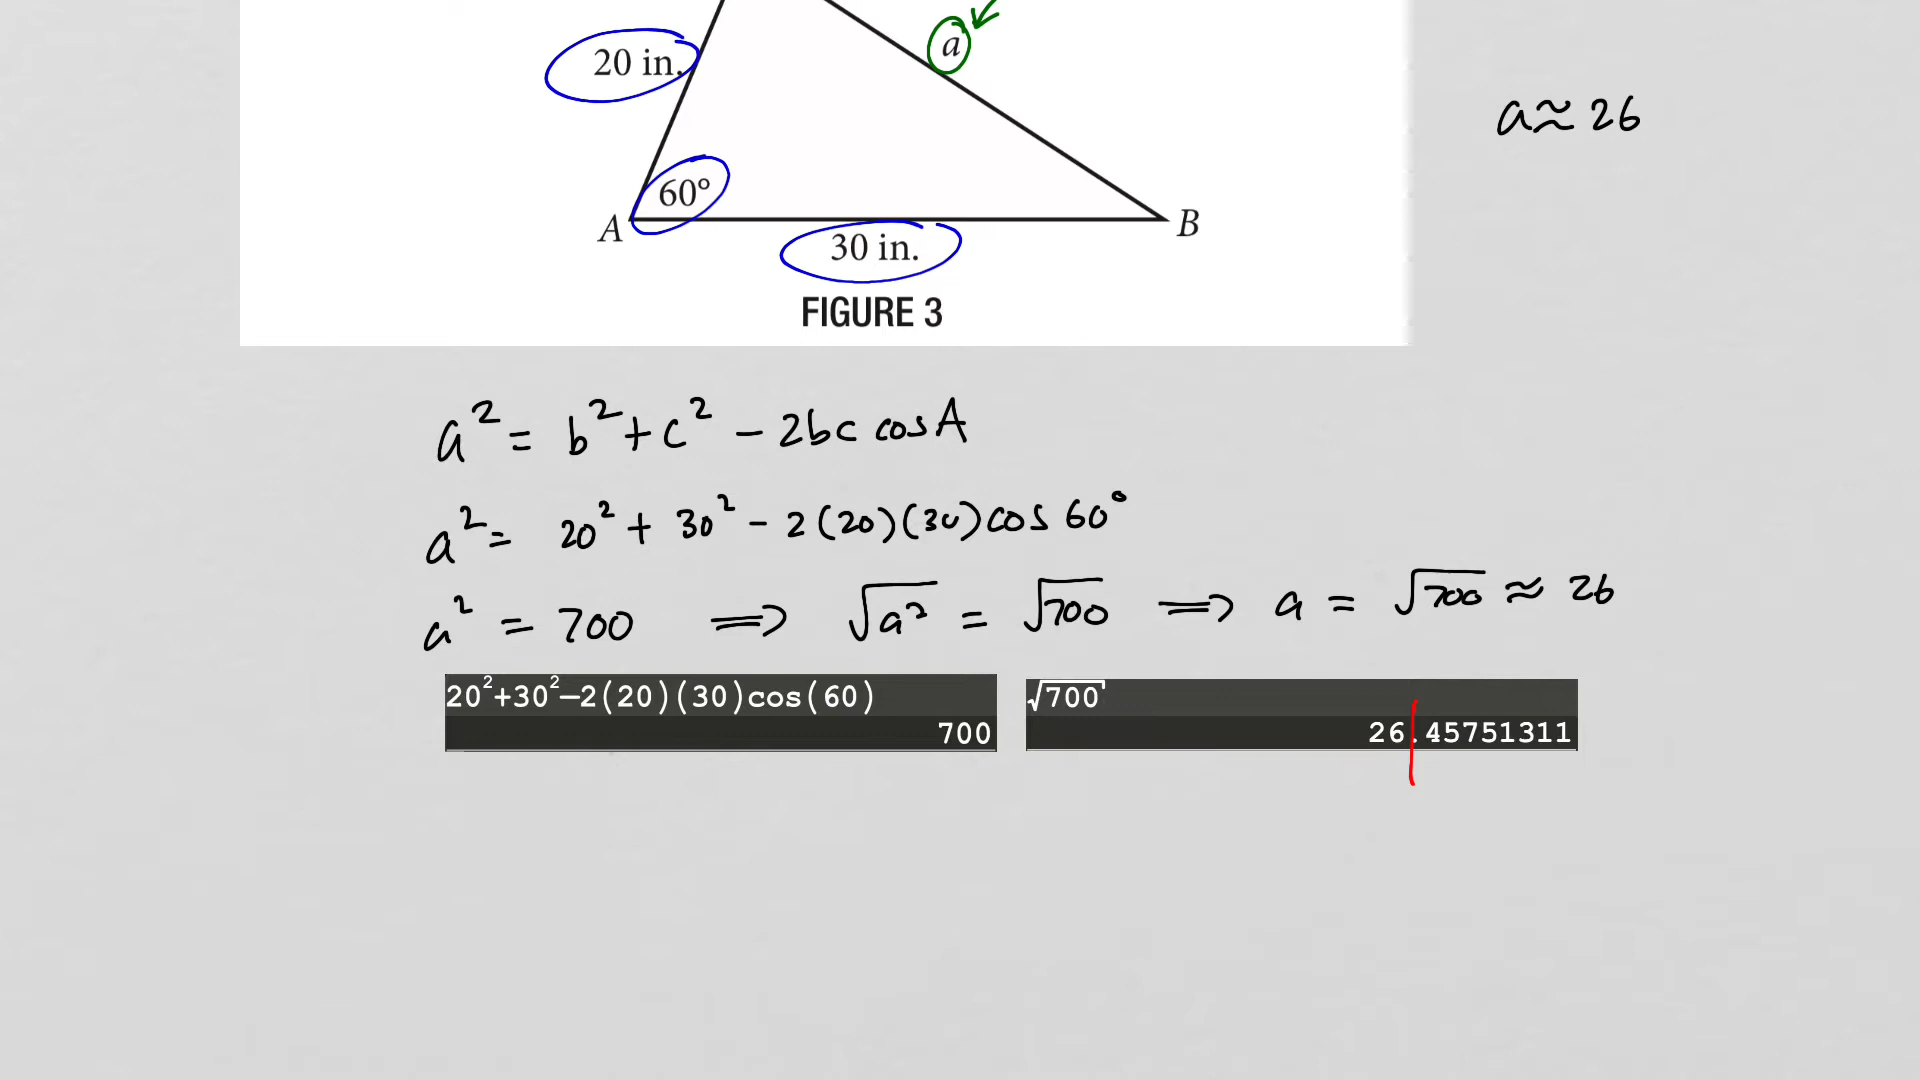 20 in.
a
a ≈ 26
60°
A
B
30 in.
FIGURE 3
a² = b² + c² − 2bc cos A
a² = 20² + 30² − 2(20)(30) cos 60°
a² = 700 ⟹ √a² = √700 ⟹ a = √700 ≈ 26
20²+30²−2(20)(30)cos(60)
700
√700
26.45751311